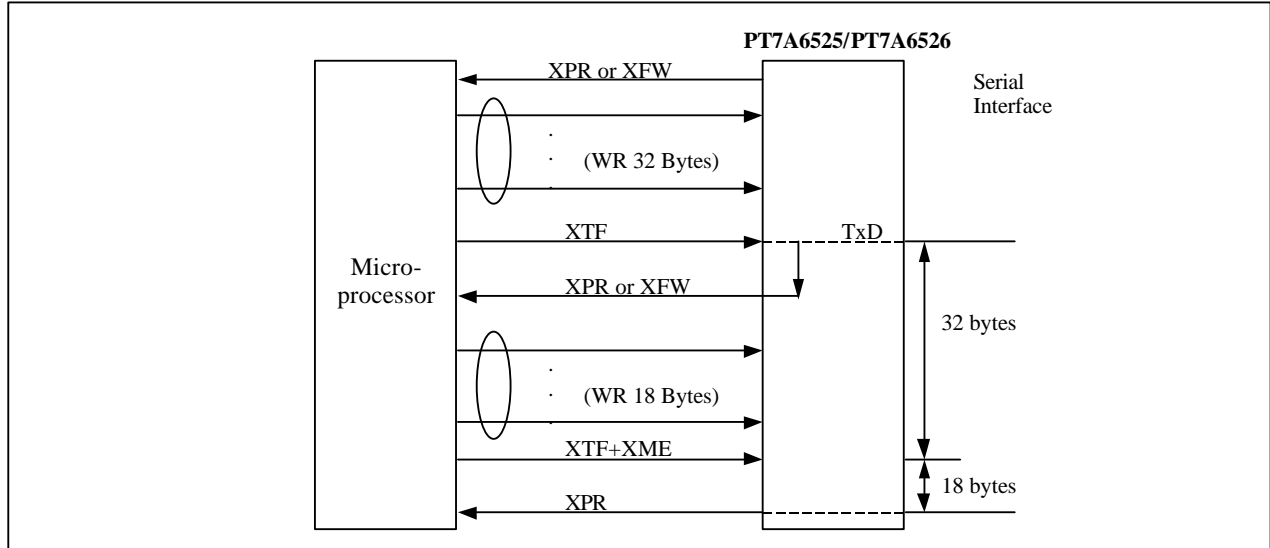 PT7A6525/PT7A6526
XPR or XFW
Serial
Interface
(WR 32 Bytes)
XTF
TxD
Micro-
processor
XPR or XFW
32 bytes
(WR 18 Bytes)
XTF+XME
18 bytes
XPR